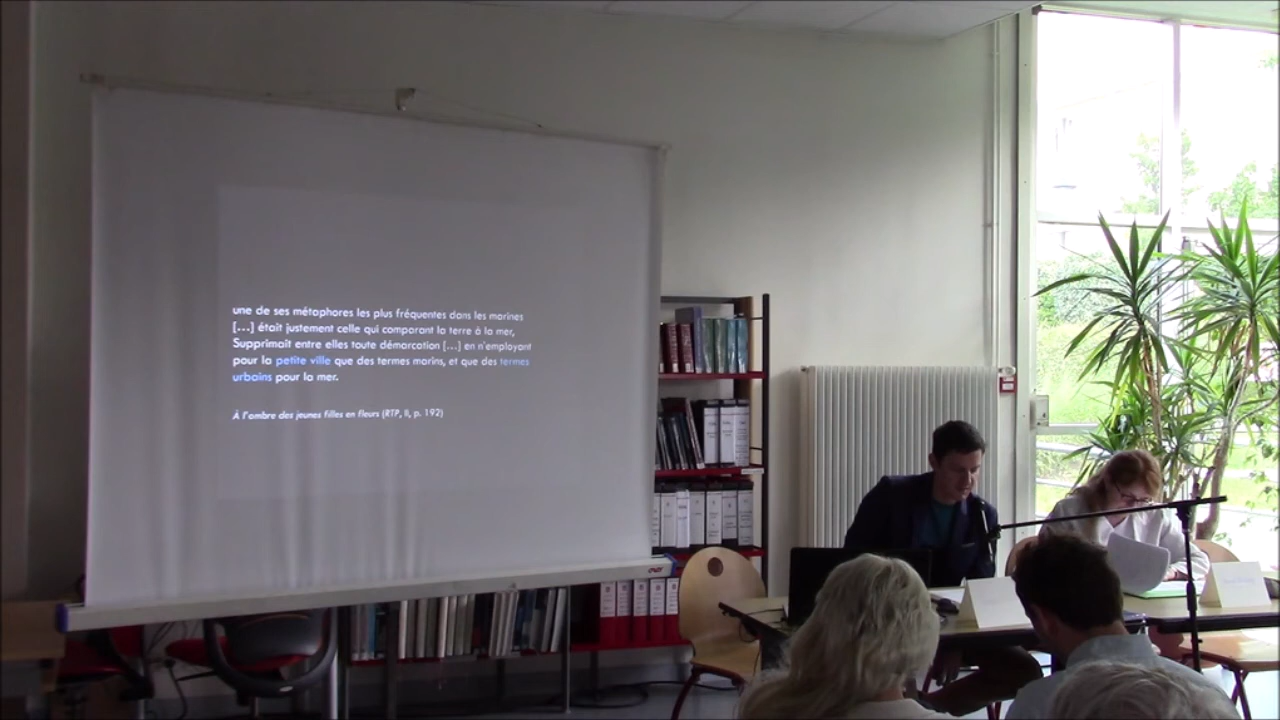 une de ses métaphores les plus fréquentes dans les marines
[...] était justement celle qui comparant la terre à la mer,
Supprimait entre elles toute démarcation [...] en n'employant
pour la petite ville que des termes marins, et que des termes
urbains pour la mer.
À l'ombre des jeunes filles en fleurs (RTP, II, p. 192)